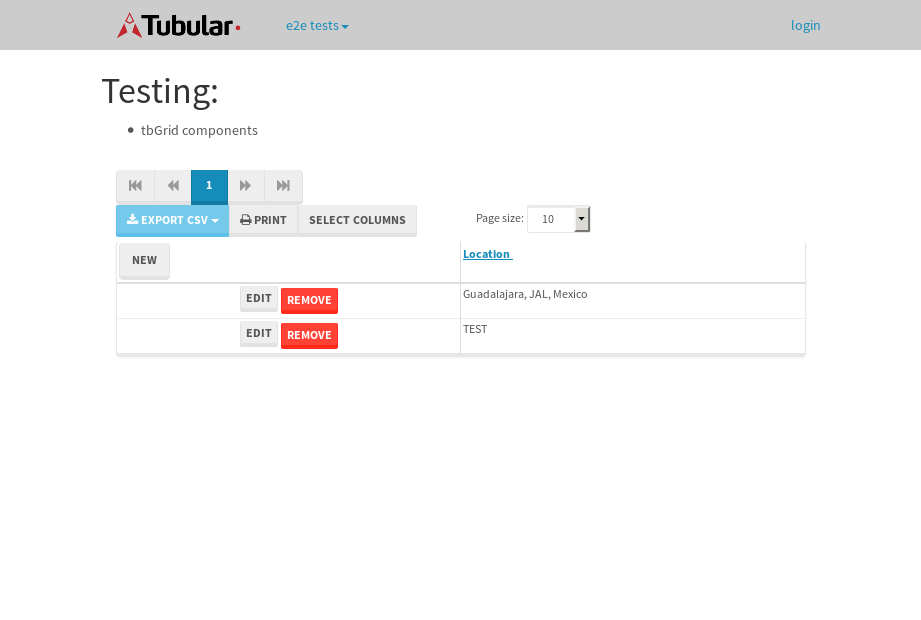 Tubular
e2e tests
login
Testing:
tbGrid components
1
EXPORT CSV
PRINT
SELECT COLUMNS
Page size:
10
NEW
Location
EDIT REMOVE Guadalajara, JAL, Mexico
EDIT REMOVE TEST